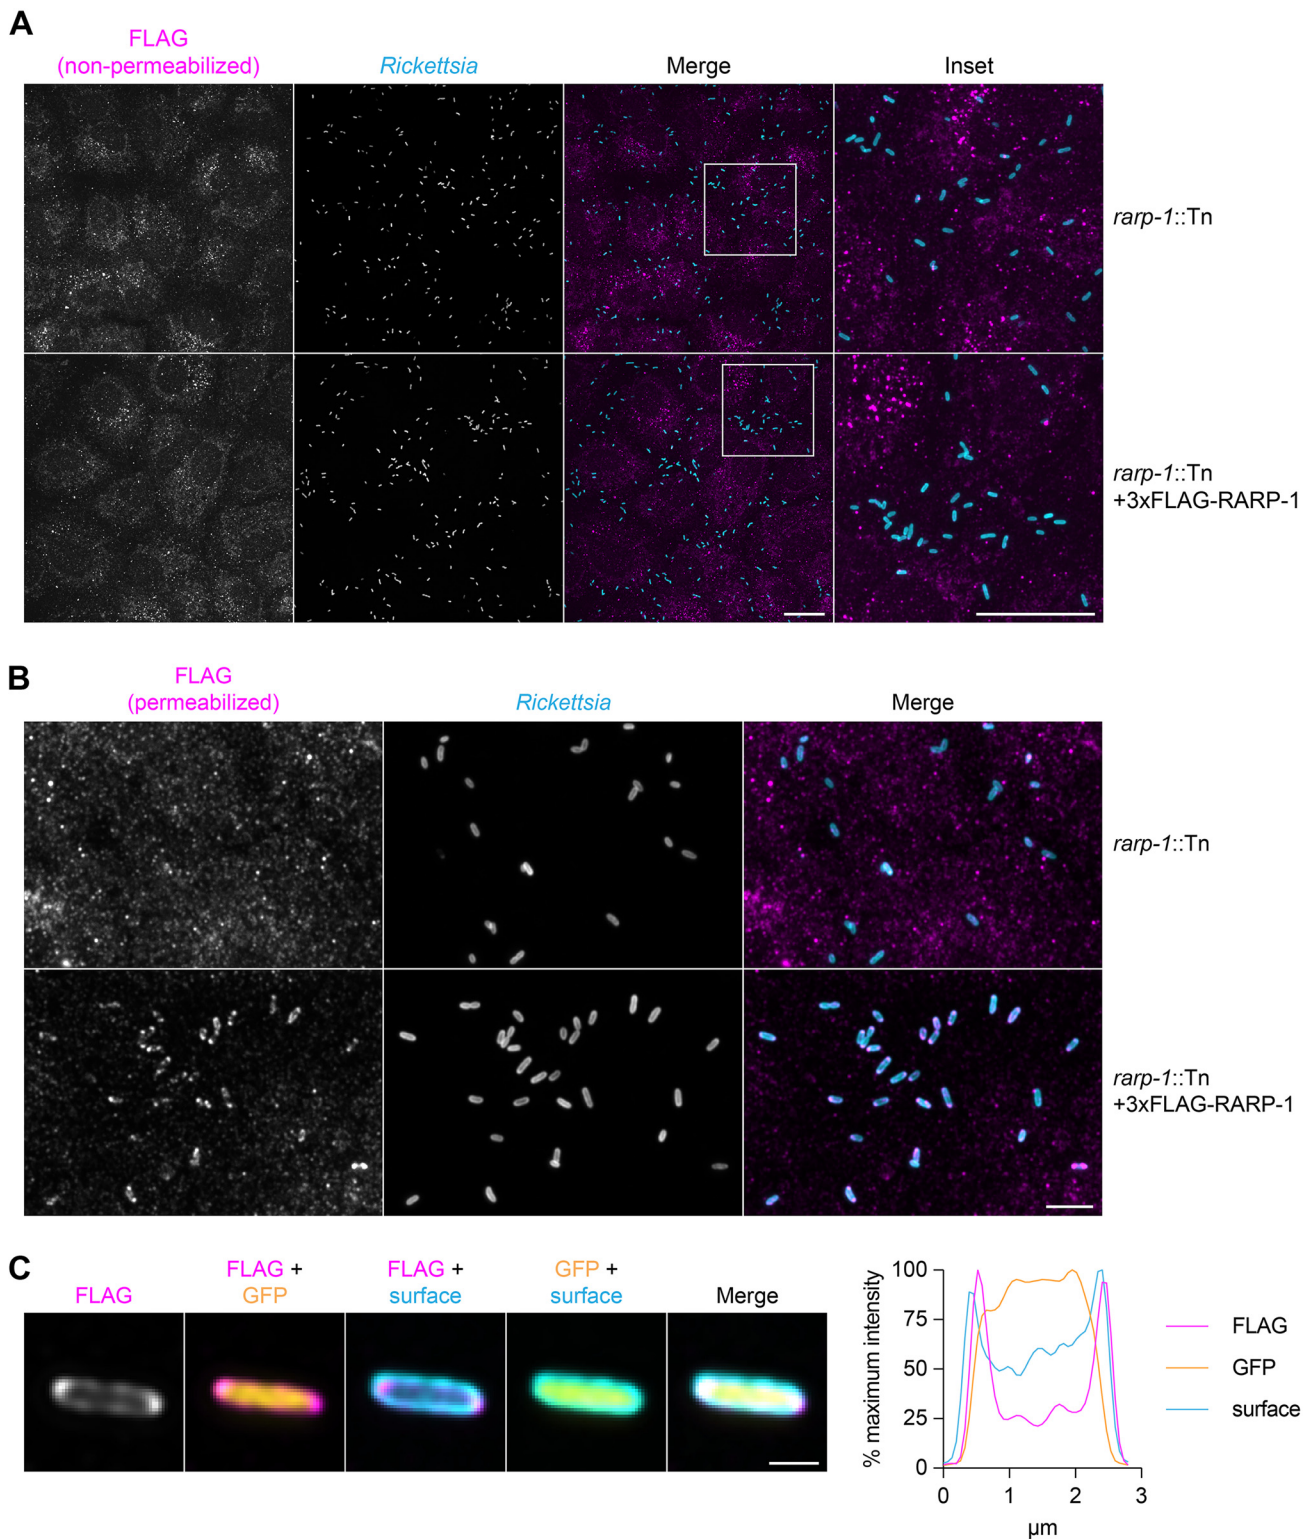 A
FLAG
(non-permeabilized)
Rickettsia
Merge
Inset
rarp-1::Tn
rarp-1::Tn
+3xFLAG-RARP-1
B
FLAG
(permeabilized)
Rickettsia
Merge
rarp-1::Tn
rarp-1::Tn
+3xFLAG-RARP-1
C
FLAG
FLAG +
GFP
FLAG +
surface
GFP +
surface
Merge
% maximum intensity
100
75
50
25
0
0 1 2 3
µm
FLAG
GFP
surface